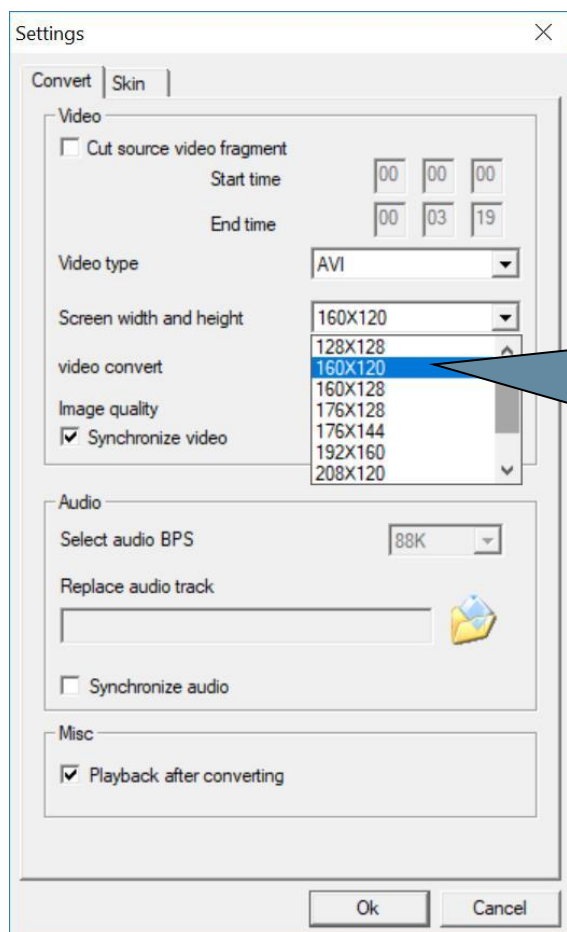 Settings
Convert Skin
Video
Cut source video fragment
Start time 00 00 00
End time 00 03 19
Video type AVI
Screen width and height 160X120
128X128
video convert 160X120
160X128
Image quality 176X128
Synchronize video 176X144
192X160
208X120
Audio
Select audio BPS 88K
Replace audio track
Synchronize audio
Misc
Playback after converting
Ok Cancel